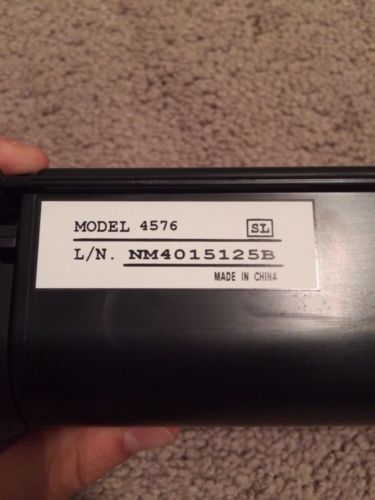 MODEL 4576 SL
L/N. NM4015125B
MADE IN CHINA